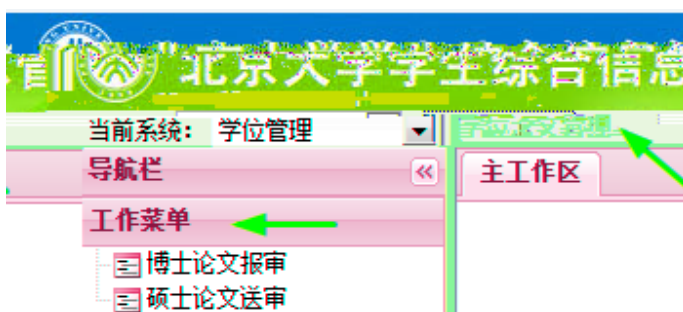 北京大学学生综合信息
当前系统： 学位管理
导航栏
主工作区
工作菜单
博士论文报审
硕士论文送审